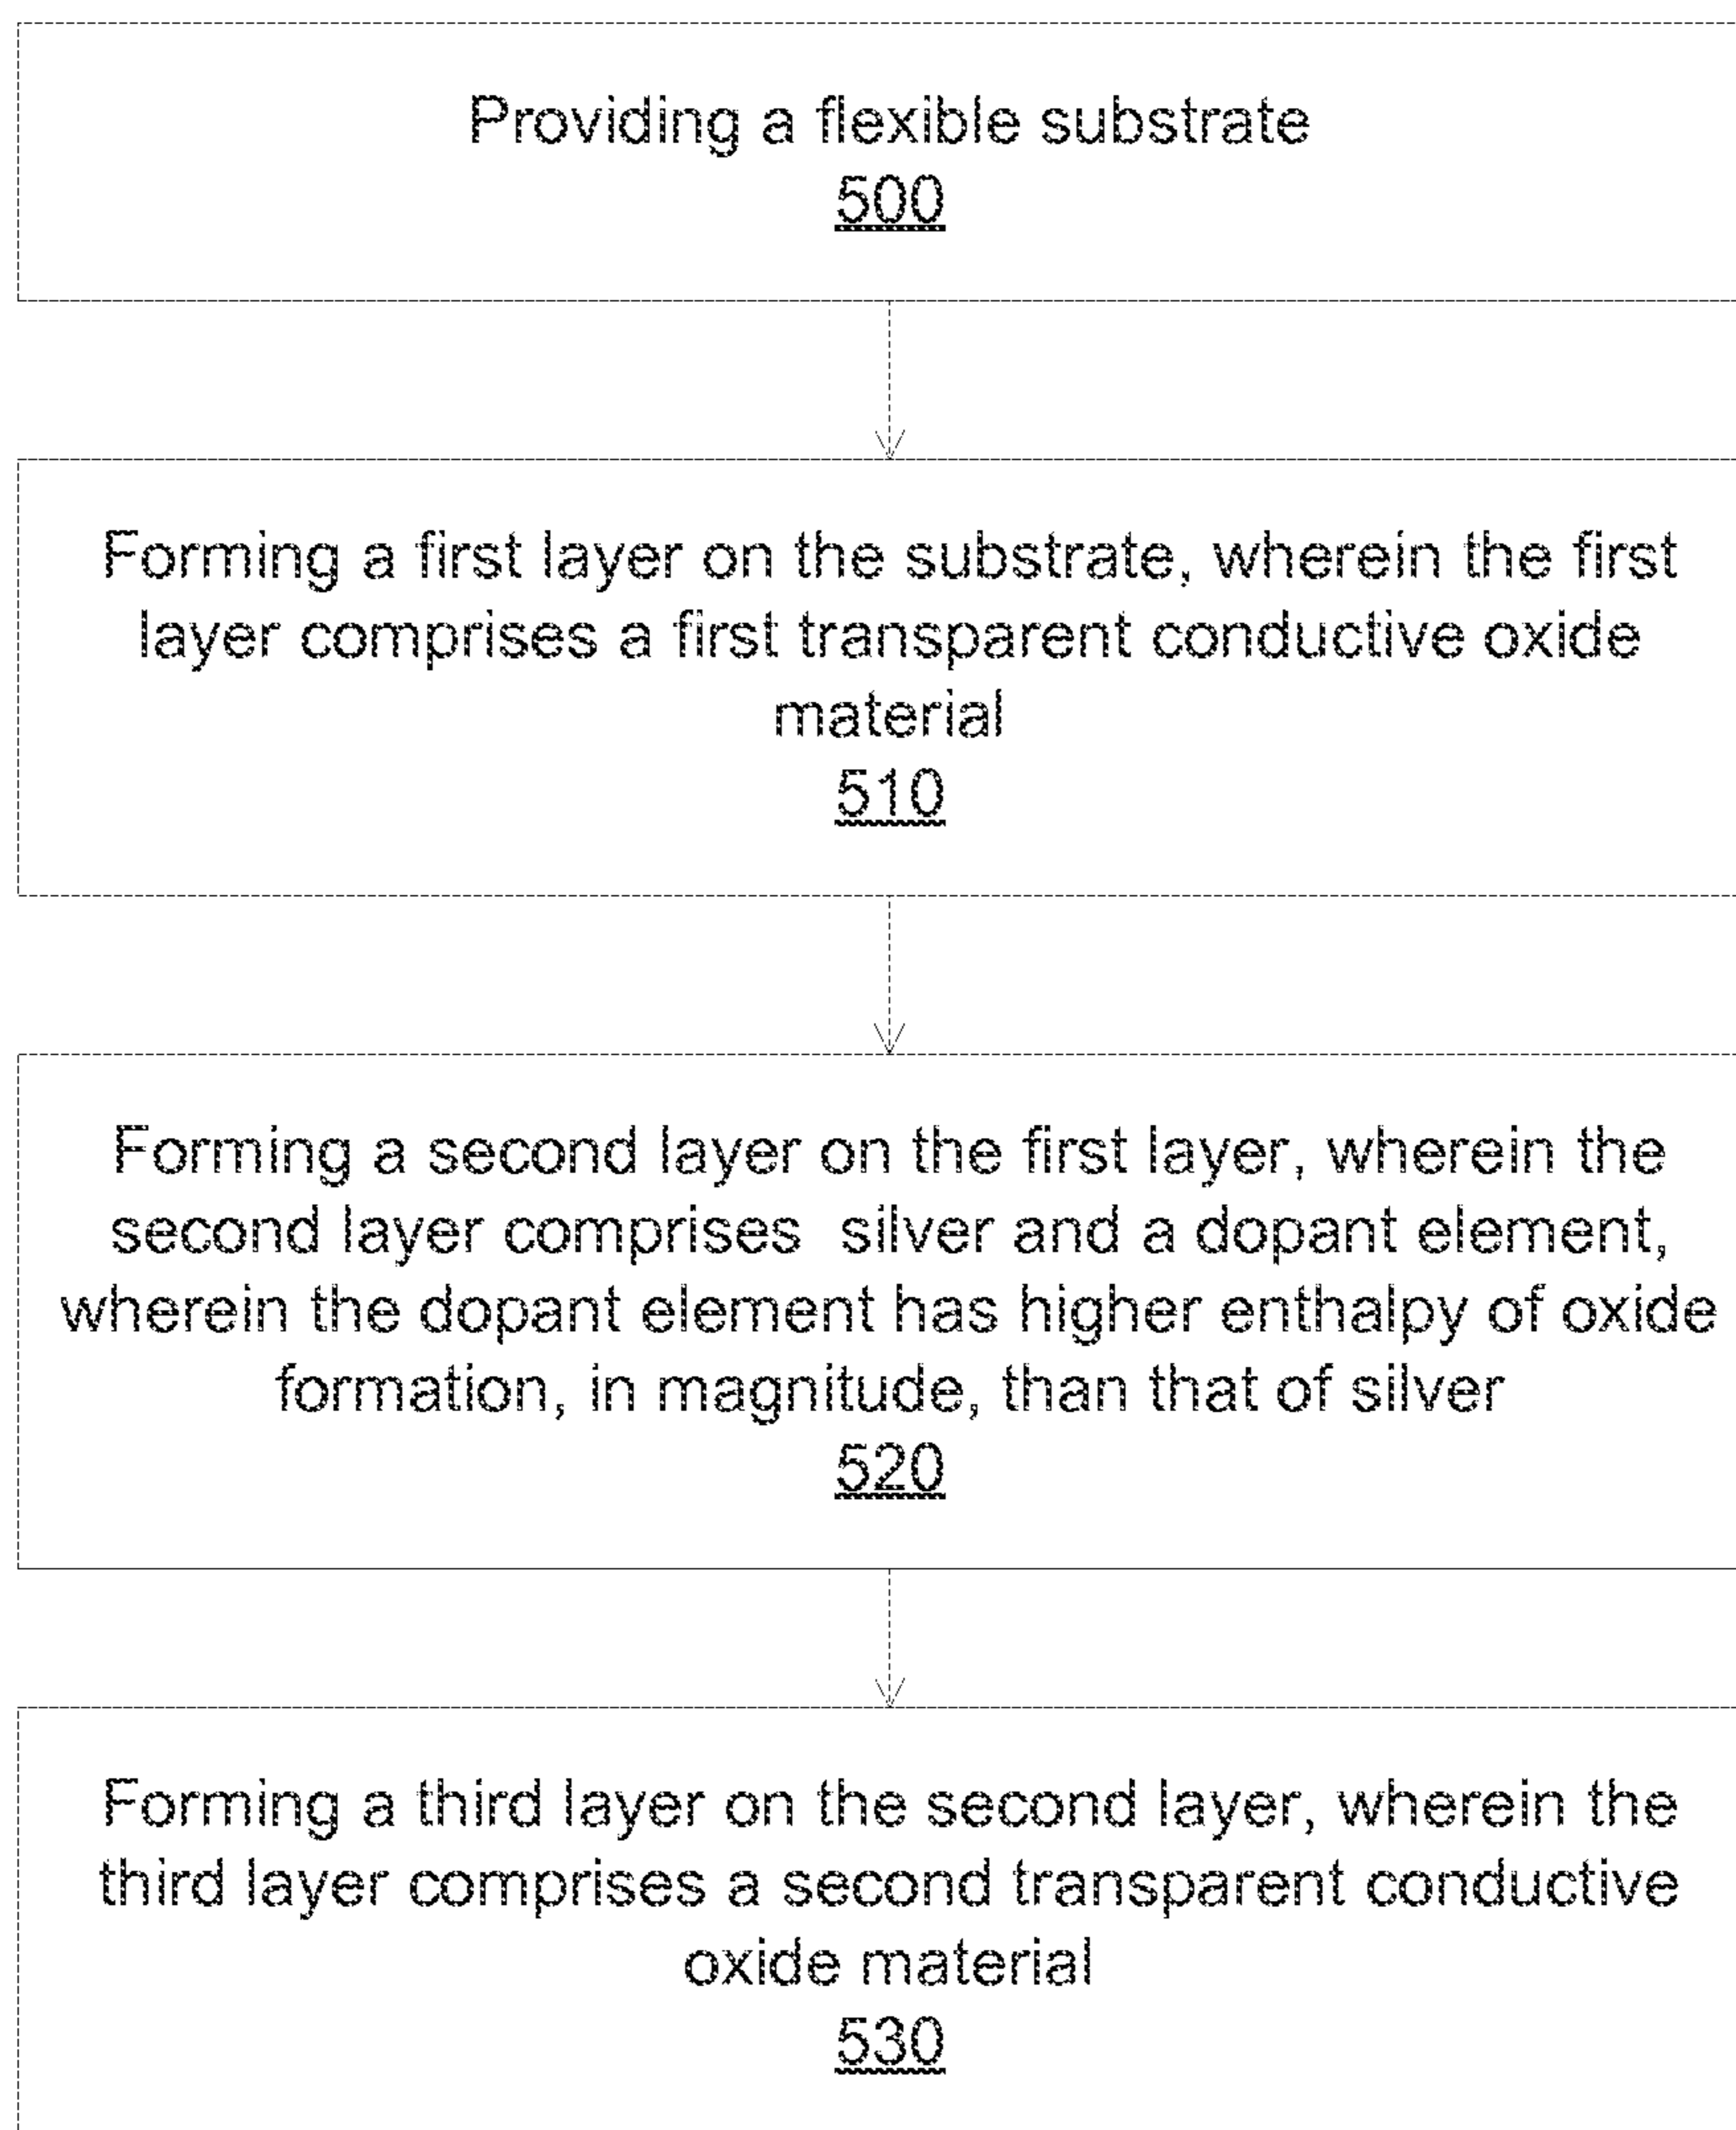 Providing a flexible substrate
500
Forming a first layer on the substrate, wherein the first
layer comprises a first transparent conductive oxide
material
510
Forming a second layer on the first layer, wherein the
second layer comprises silver and a dopant element,
wherein the dopant element has higher enthalpy of oxide
formation, in magnitude, than that of silver
520
Forming a third layer on the second layer, wherein the
third layer comprises a second transparent conductive
oxide material
530